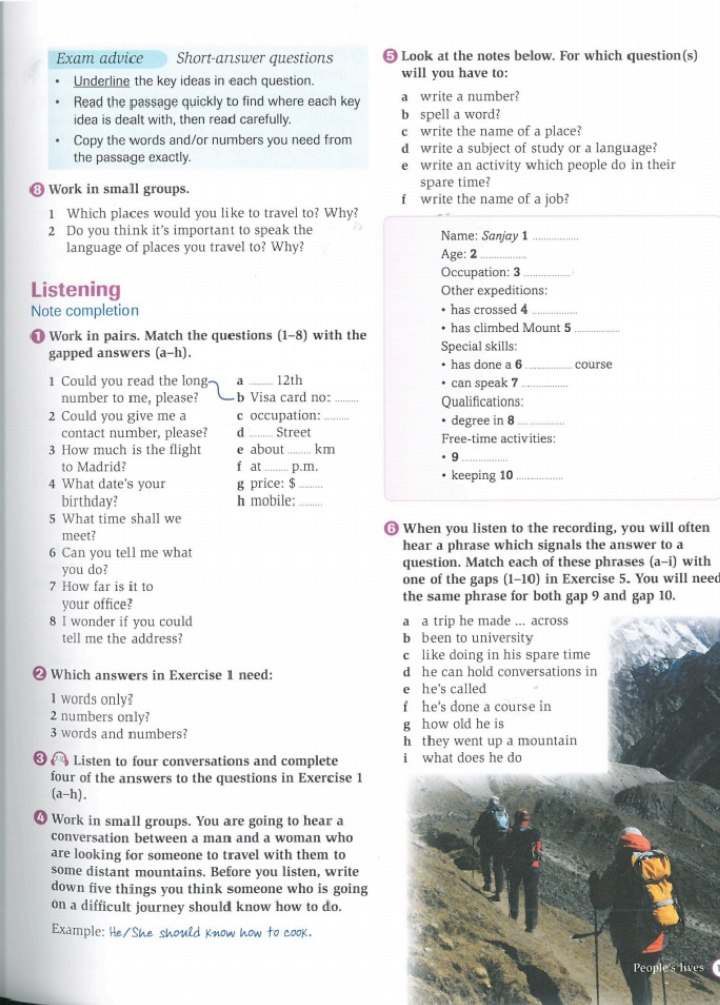 Exam advice Short-answer questions
• Underline the key ideas in each question.
• Read the passage quickly to find where each key
idea is dealt with, then read carefully.
• Copy the words and/or numbers you need from
the passage exactly.
8 Work in small groups.
1 Which places would you like to travel to? Why?
2 Do you think it's important to speak the
language of places you travel to? Why?
Listening
Note completion
1 Work in pairs. Match the questions (1–8) with the
gapped answers (a–h).
1 Could you read the long
number to me, please?
2 Could you give me a
contact number, please?
3 How much is the flight
to Madrid?
4 What date's your
birthday?
5 What time shall we
meet?
6 Can you tell me what
you do?
7 How far is it to
your office?
8 I wonder if you could
tell me the address?
a ........ 12th
b Visa card no: ........
c occupation: ........
d ........ Street
e about ........ km
f at ........ p.m.
g price: $ ........
h mobile: ........
2 Which answers in Exercise 1 need:
1 words only?
2 numbers only?
3 words and numbers?
3 Listen to four conversations and complete
four of the answers to the questions in Exercise 1
(a–h).
4 Work in small groups. You are going to hear a
conversation between a man and a woman who
are looking for someone to travel with them to
some distant mountains. Before you listen, write
down five things you think someone who is going
on a difficult journey should know how to do.
Example: He/She should know how to cook.
5 Look at the notes below. For which question(s)
will you have to:
a write a number?
b spell a word?
c write the name of a place?
d write a subject of study or a language?
e write an activity which people do in their
spare time?
f write the name of a job?
Name: Sanjay 1 ................
Age: 2 ................
Occupation: 3 ................
Other expeditions:
• has crossed 4 ................
• has climbed Mount 5 ................
Special skills:
• has done a 6 ................ course
• can speak 7 ................
Qualifications:
• degree in 8 ................
Free-time activities:
• 9 ................
• keeping 10 ................
6 When you listen to the recording, you will often
hear a phrase which signals the answer to a
question. Match each of these phrases (a–i) with
one of the gaps (1–10) in Exercise 5. You will need
the same phrase for both gap 9 and gap 10.
a a trip he made ... across
b been to university
c like doing in his spare time
d he can hold conversations in
e he's called
f he's done a course in
g how old he is
h they went up a mountain
i what does he do
People's lives